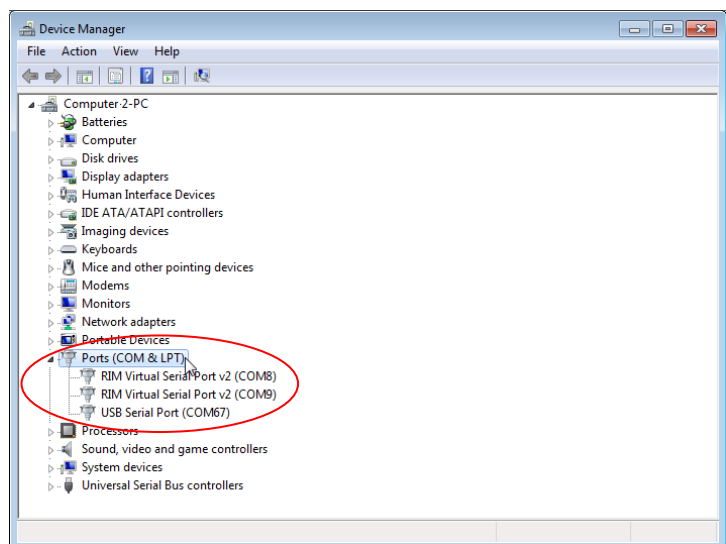 Device Manager
File Action View Help
Computer-2-PC
Batteries
Computer
Disk drives
Display adapters
Human Interface Devices
IDE ATA/ATAPI controllers
Imaging devices
Keyboards
Mice and other pointing devices
Modems
Monitors
Network adapters
Portable Devices
Ports (COM & LPT)
RIM Virtual Serial Port v2 (COM8)
RIM Virtual Serial Port v2 (COM9)
USB Serial Port (COM67)
Processors
Sound, video and game controllers
System devices
Universal Serial Bus controllers